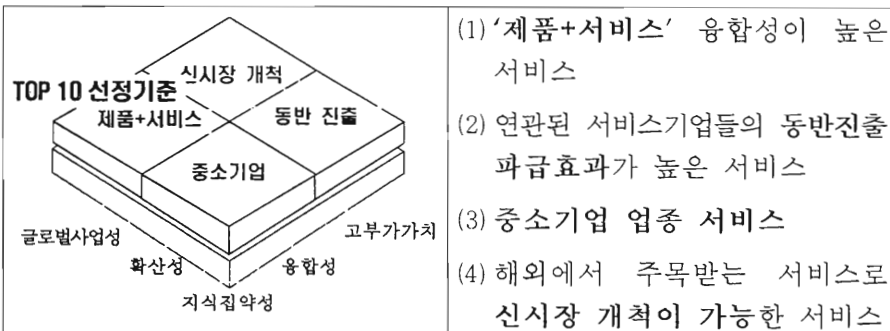 신시장 개척
TOP 10 선정기준
제품+서비스
동반 진출
중소기업
글로벌사업성
고부가가치
확산성
융합성
지식집약성
(1) '제품+서비스' 융합성이 높은
서비스
(2) 연관된 서비스기업들의 동반진출
파급효과가 높은 서비스
(3) 중소기업 업종 서비스
(4) 해외에서 주목받는 서비스로
신시장 개척이 가능한 서비스